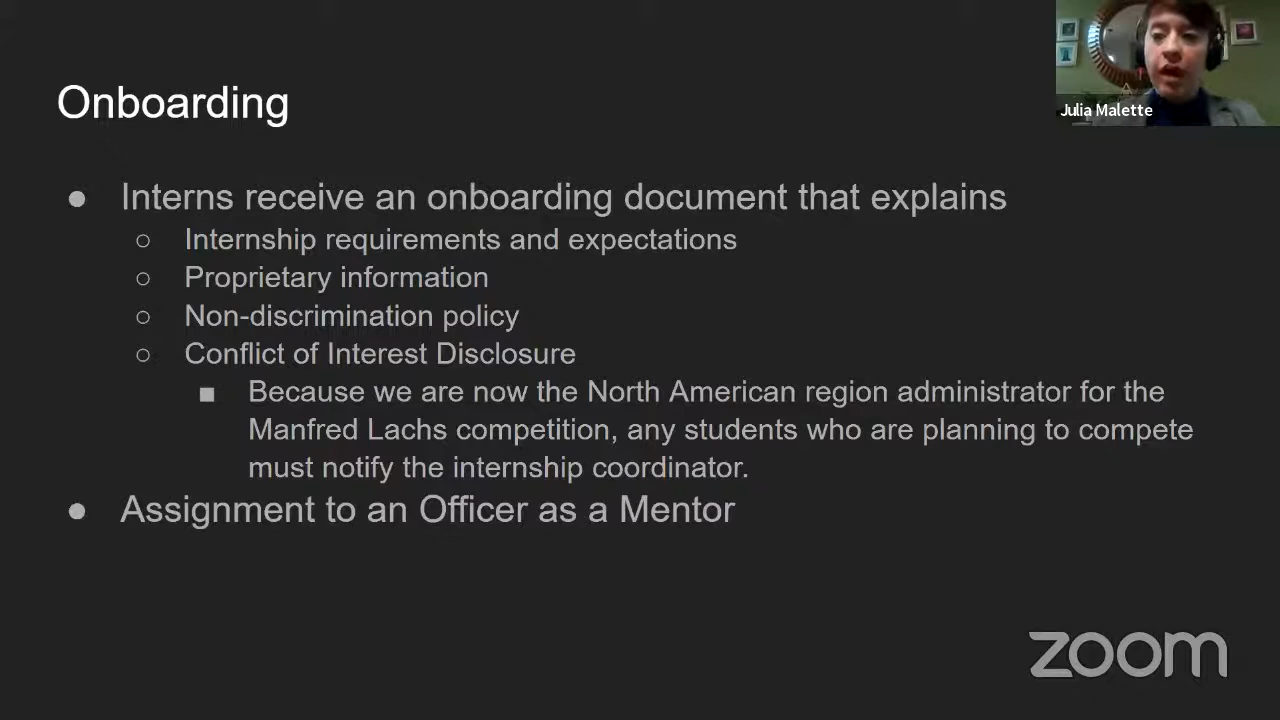 Julia Malette
Onboarding
● Interns receive an onboarding document that explains
○ Internship requirements and expectations
○ Proprietary information
○ Non-discrimination policy
○ Conflict of Interest Disclosure
■ Because we are now the North American region administrator for the
Manfred Lachs competition, any students who are planning to compete
must notify the internship coordinator.
● Assignment to an Officer as a Mentor
zoom